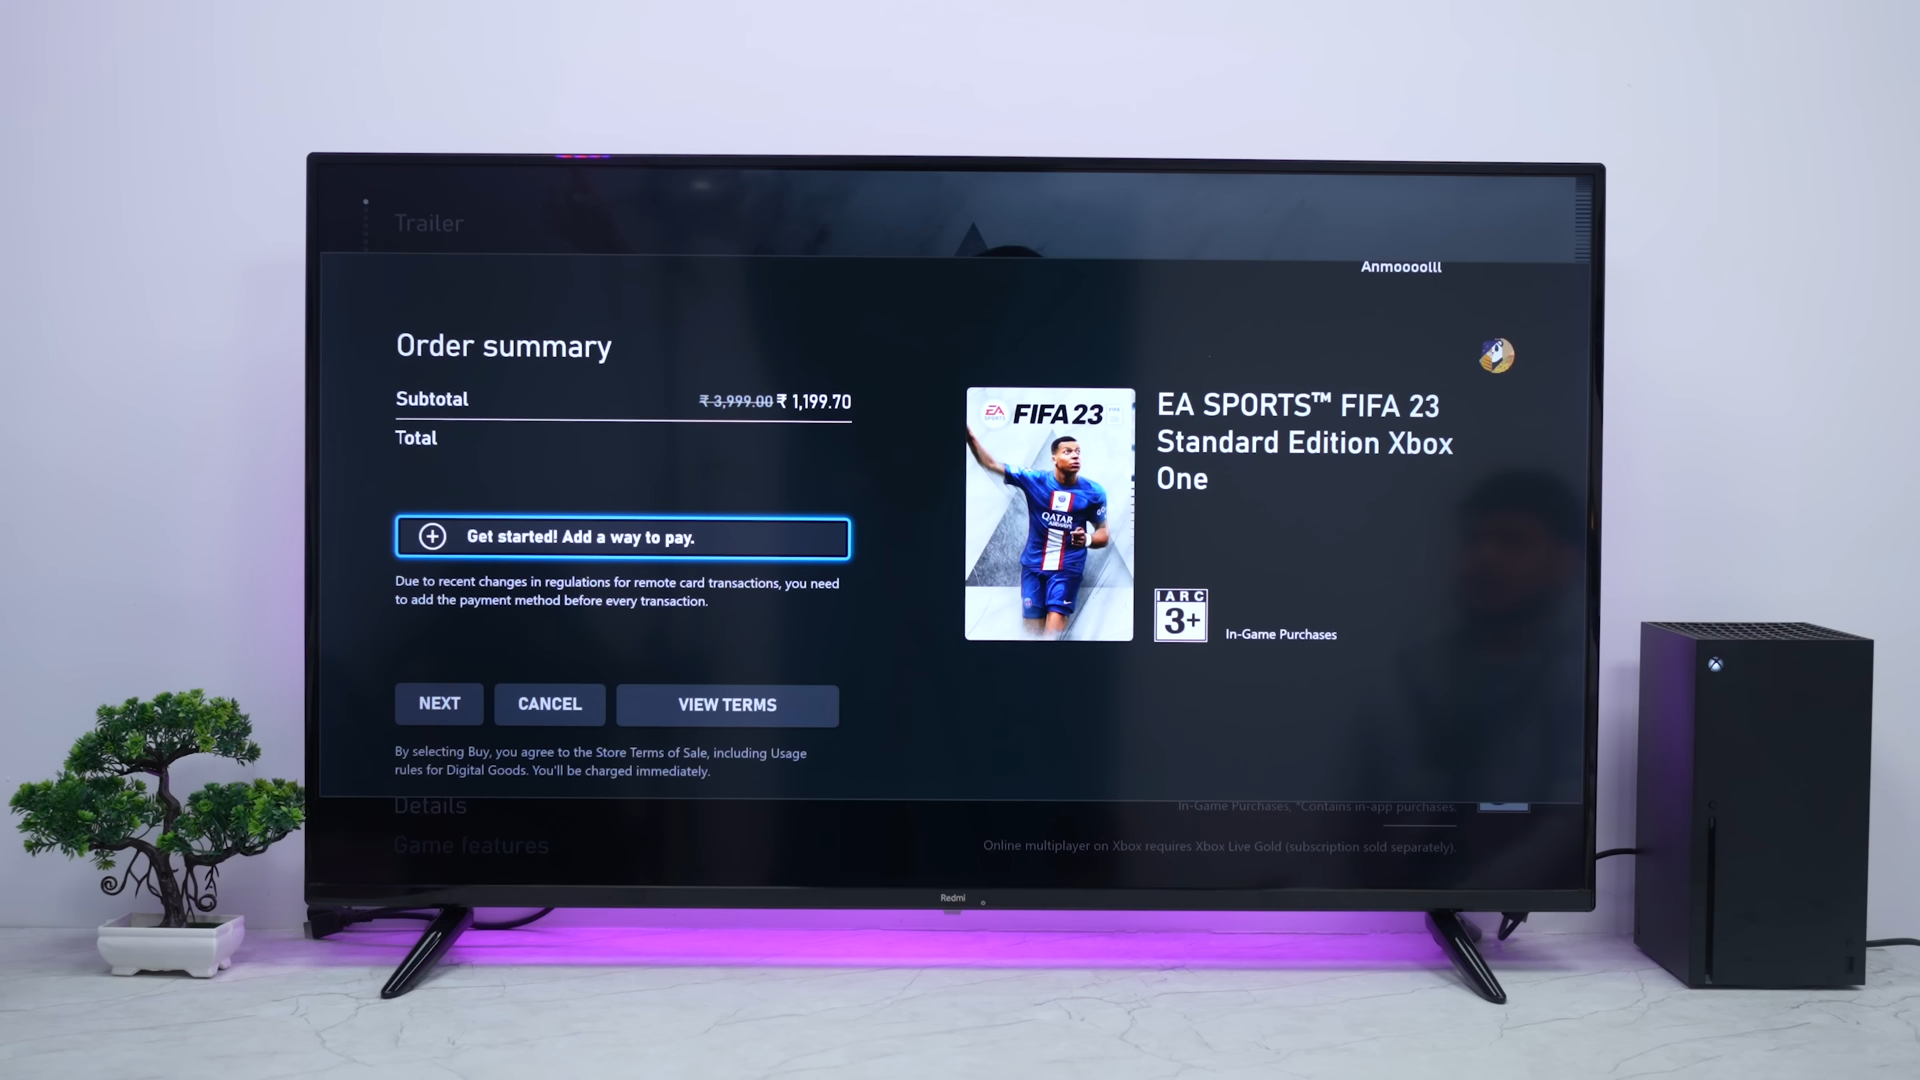 Trailer
Anmoooolll
Order summary
Subtotal ₹ 3,999.00 ₹ 1,199.70
Total
Get started! Add a way to pay.
Due to recent changes in regulations for remote card transactions, you need
to add the payment method before every transaction.
NEXT CANCEL VIEW TERMS
By selecting Buy, you agree to the Store Terms of Sale, including Usage
rules for Digital Goods. You'll be charged immediately.
EA SPORTS FIFA 23
QATAR
AIRWAYS
EA SPORTS™ FIFA 23
Standard Edition Xbox
One
IARC
3+
In-Game Purchases
Details
Game features
In-Game Purchases, *Contains in-app purchases.
Online multiplayer on Xbox requires Xbox Live Gold (subscription sold separately).
Redmi